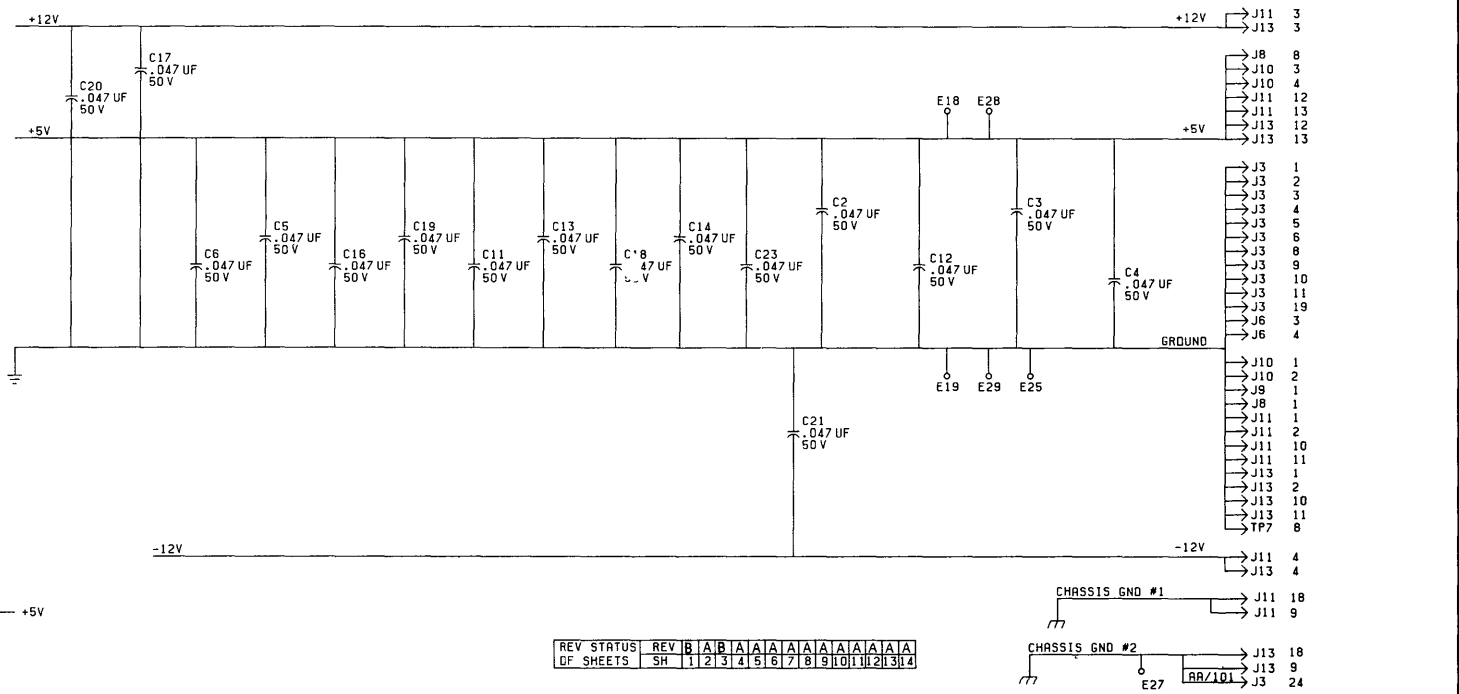 +12V
+12V
J11 3
J13 3
C17
.047 UF
50 V
C20
.047 UF
50 V
J8 8
J10 3
J10 4
J11 12
J11 13
J13 12
J13 13
E18
E28
+5V
+5V
J3 1
J3 2
J3 3
J3 4
J3 5
J3 6
J3 8
J3 9
J3 10
J3 11
J3 19
J6 3
J6 4
C6
.047 UF
50 V
C5
.047 UF
50 V
C16
.047 UF
50 V
C19
.047 UF
50 V
C11
.047 UF
50 V
C13
.047 UF
50 V
47 UF
V
C14
.047 UF
50 V
C23
.047 UF
50 V
C2
.047 UF
50 V
C12
.047 UF
50 V
C3
.047 UF
50 V
C4
.047 UF
50 V
GROUND
E19
E29
E25
J10 1
J10 2
J9 1
J8 1
J11 1
J11 2
J11 10
J11 11
J13 1
J13 2
J13 10
J13 11
TP7 8
C21
.047 UF
50 V
-12V
-12V
J11 4
J13 4
+5V
CHASSIS GND #1
J11 18
J11 9
REV STATUS REV B A B A A A A A A A A A A A
OF SHEETS SH 1 2 3 4 5 6 7 8 9 10 11 12 13 14
CHASSIS GND #2
E27
AA/101
J13 18
J13 9
J3 24